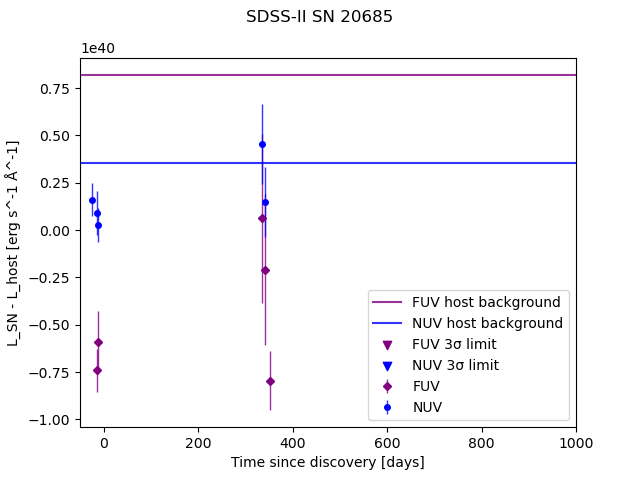 SDSS-II SN 20685
1e40
0.75
0.50
0.25
0.00
−0.25
−0.50
−0.75
−1.00
L_SN - L_host [erg s^-1 Å^-1]
FUV host background
NUV host background
FUV 3σ limit
NUV 3σ limit
FUV
NUV
0 200 400 600 800 1000
Time since discovery [days]